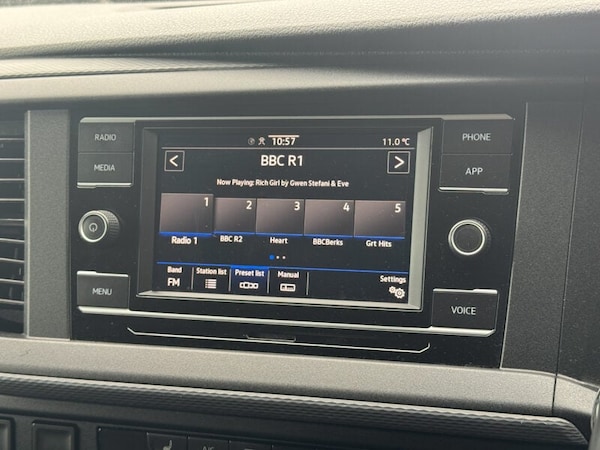 RADIO
MEDIA
MENU
10:57
11.0°C
<
BBC R1
>
Now Playing: Rich Girl by Gwen Stefani & Eve
1
2
3
4
5
Radio 1
BBC R2
Heart
BBCBerks
Grt Hits
Band
FM
Station list
Preset list
Manual
Settings
PHONE
APP
VOICE